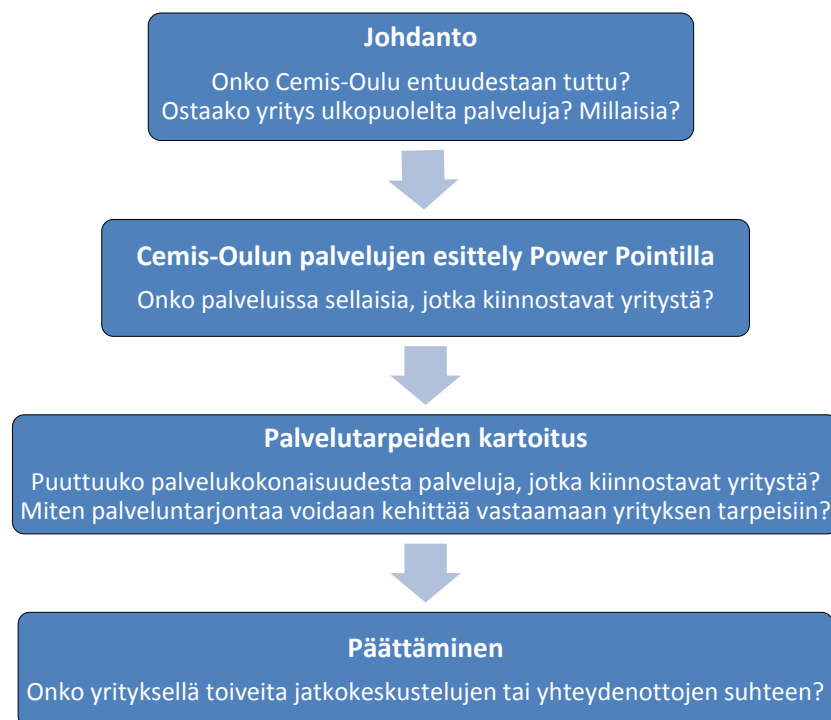 Johdanto
Onko Cemis-Oulu entuudestaan tuttu?
Ostaako yritys ulkopuolelta palveluja? Millaisia?
Cemis-Oulun palvelujen esittely Power Pointilla
Onko palveluissa sellaisia, jotka kiinnostavat yritystä?
Palvelutarpeiden kartoitus
Puuttuuko palvelukokonaisuudesta palveluja, jotka kiinnostavat yritystä?
Miten palveluntarjontaa voidaan kehittää vastaamaan yrityksen tarpeisiin?
Päättäminen
Onko yrityksellä toiveita jatkokeskustelujen tai yhteydenottojen suhteen?